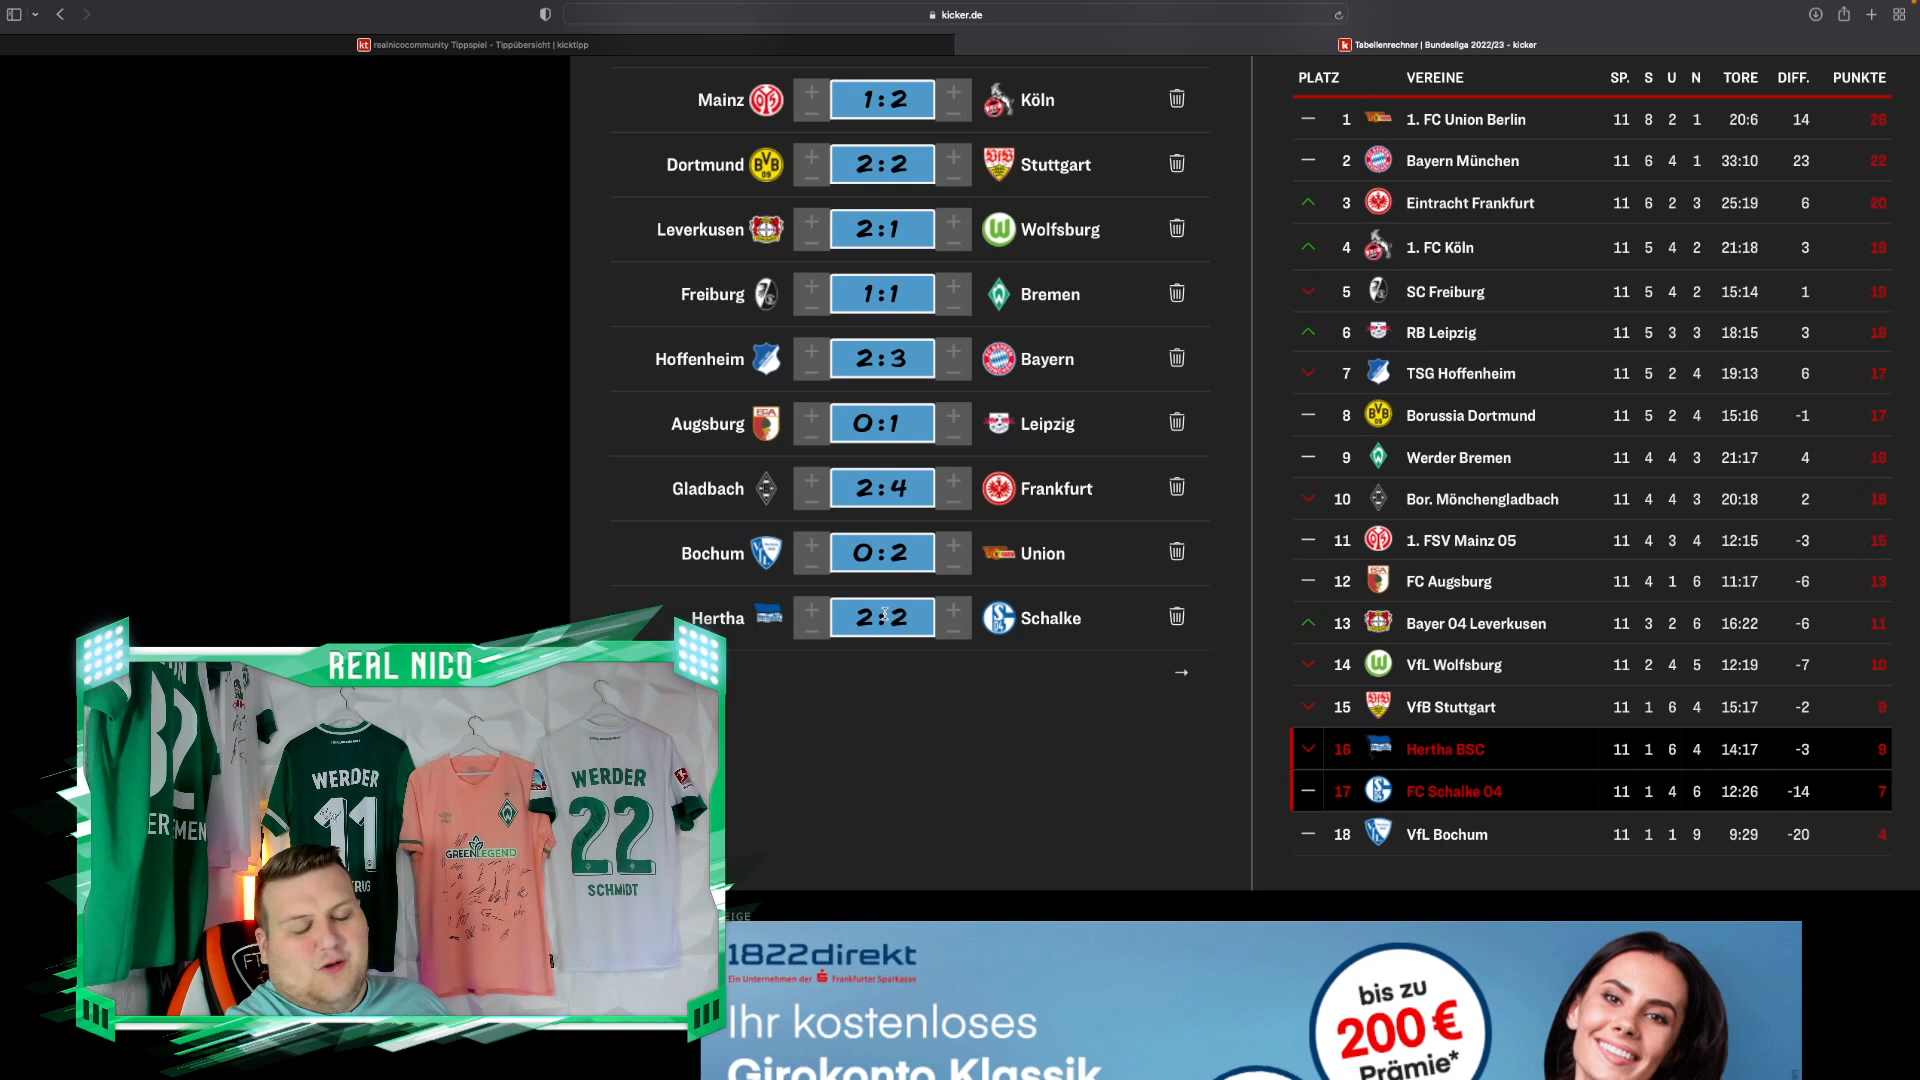 kicker.de
realnicocommunity Tippspiel - Tippübersicht | kicktipp
Tabellenrechner | Bundesliga 2022/23 - kicker
Mainz 1:2 Köln
Dortmund 2:2 Stuttgart
Leverkusen 2:1 Wolfsburg
Freiburg 1:1 Bremen
Hoffenheim 2:3 Bayern
Augsburg 0:1 Leipzig
Gladbach 2:4 Frankfurt
Bochum 0:2 Union
Hertha 2:2 Schalke
→
PLATZ VEREINE SP. S U N TORE DIFF. PUNKTE
1 1. FC Union Berlin 11 8 2 1 20:6 14 26
2 Bayern München 11 6 4 1 33:10 23 22
3 Eintracht Frankfurt 11 6 2 3 25:19 6 20
4 1. FC Köln 11 5 4 2 21:18 3 19
5 SC Freiburg 11 5 4 2 15:14 1 19
6 RB Leipzig 11 5 3 3 18:15 3 18
7 TSG Hoffenheim 11 5 2 4 19:13 6 17
8 Borussia Dortmund 11 5 2 4 15:16 -1 17
9 Werder Bremen 11 4 4 3 21:17 4 16
10 Bor. Mönchengladbach 11 4 4 3 20:18 2 16
11 1. FSV Mainz 05 11 4 3 4 12:15 -3 15
12 FC Augsburg 11 4 1 6 11:17 -6 13
13 Bayer 04 Leverkusen 11 3 2 6 16:22 -6 11
14 VfL Wolfsburg 11 2 4 5 12:19 -7 10
15 VfB Stuttgart 11 1 6 4 15:17 -2 9
16 Hertha BSC 11 1 6 4 14:17 -3 9
17 FC Schalke 04 11 1 4 6 12:26 -14 7
18 VfL Bochum 11 1 1 9 9:29 -20 4
REAL NICO
WERDER
11
WERDER
22
SCHMIDT
GREENLEGEND
EIGE
1822direkt
Ein Unternehmen der Frankfurter Sparkasse
Ihr kostenloses
Girokonto Klassik
bis zu
200 €
Prämie*